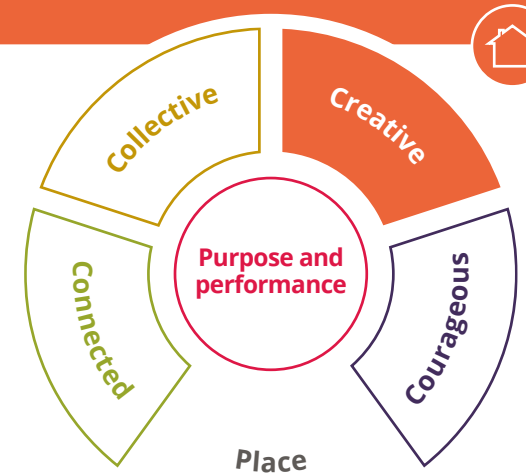 Collective
Creative
Purpose and
performance
Connected
Courageous
Place